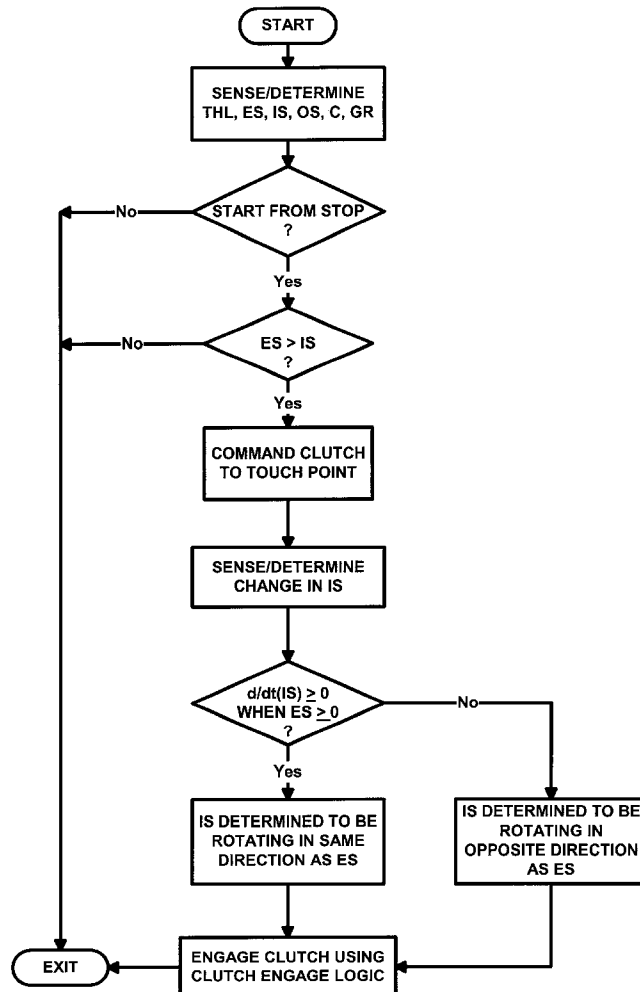 START
SENSE/DETERMINE
THL, ES, IS, OS, C, GR
START FROM STOP
?
No
Yes
ES > IS
?
No
Yes
COMMAND CLUTCH
TO TOUCH POINT
SENSE/DETERMINE
CHANGE IN IS
d/dt(IS) ≥ 0
WHEN ES ≥ 0
?
No
Yes
IS DETERMINED TO BE
ROTATING IN SAME
DIRECTION AS ES
IS DETERMINED TO BE
ROTATING IN
OPPOSITE DIRECTION
AS ES
ENGAGE CLUTCH USING
CLUTCH ENGAGE LOGIC
EXIT